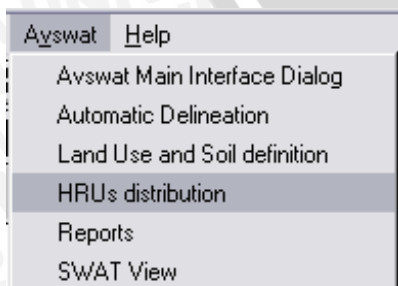 Avswat Help
Avswat Main Interface Dialog
Automatic Delineation
Land Use and Soil definition
HRUs distribution
Reports
SWAT View